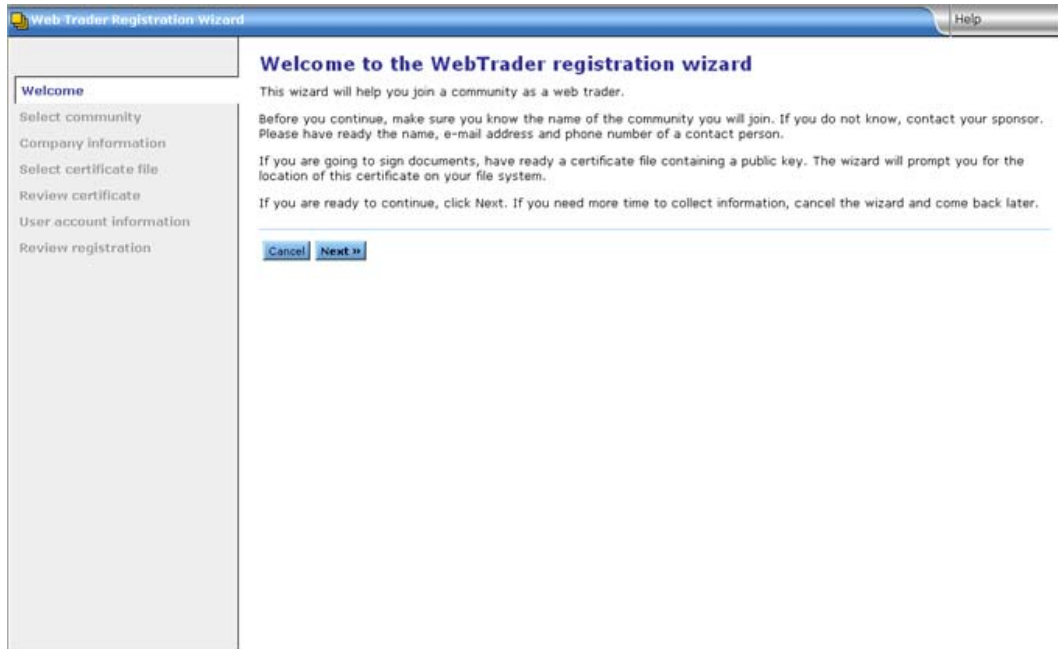 Web Trader Registration Wizard
Help
Welcome
Select community
Company information
Select certificate file
Review certificate
User account information
Review registration
Welcome to the WebTrader registration wizard
This wizard will help you join a community as a web trader.
Before you continue, make sure you know the name of the community you will join. If you do not know, contact your sponsor.
Please have ready the name, e-mail address and phone number of a contact person.
If you are going to sign documents, have ready a certificate file containing a public key. The wizard will prompt you for the
location of this certificate on your file system.
If you are ready to continue, click Next. If you need more time to collect information, cancel the wizard and come back later.
Cancel Next »